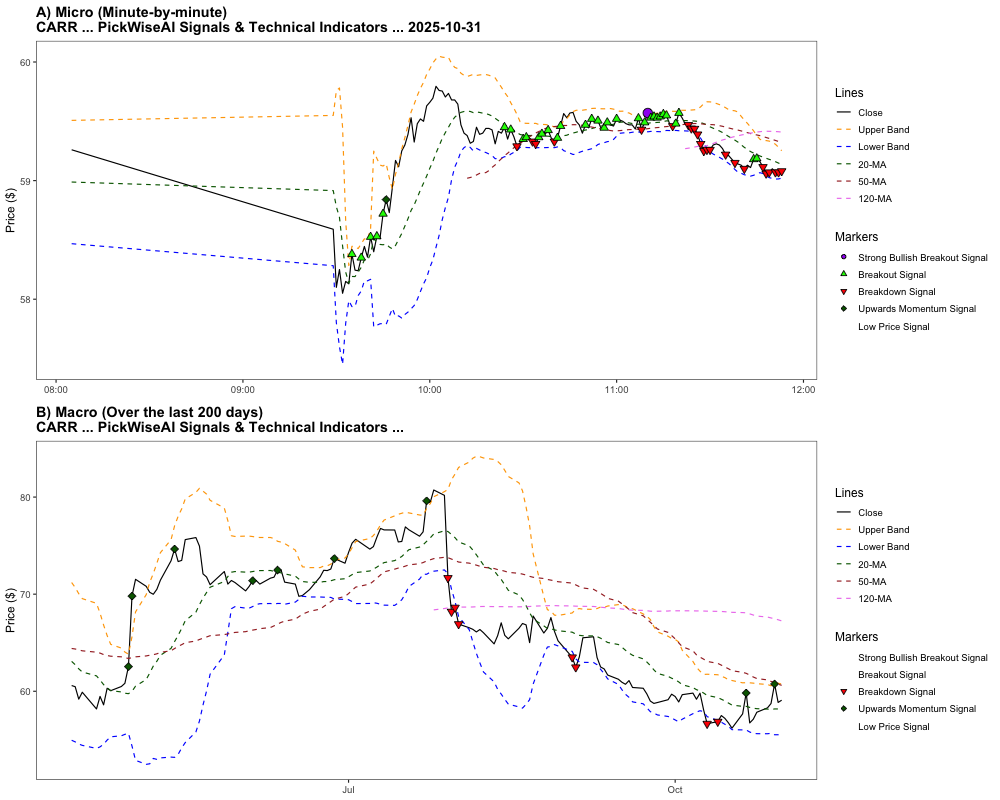 A) Micro (Minute-by-minute)
CARR ... PickWiseAI Signals & Technical Indicators ... 2025-10-31
Price ($)
60
59
58
08:00
09:00
10:00
11:00
12:00
Lines
Close
Upper Band
Lower Band
20-MA
50-MA
120-MA
Markers
Strong Bullish Breakout Signal
Breakout Signal
Breakdown Signal
Upwards Momentum Signal
Low Price Signal
B) Macro (Over the last 200 days)
CARR ... PickWiseAI Signals & Technical Indicators ...
Price ($)
80
70
60
Jul
Oct
Lines
Close
Upper Band
Lower Band
20-MA
50-MA
120-MA
Markers
Strong Bullish Breakout Signal
Breakout Signal
Breakdown Signal
Upwards Momentum Signal
Low Price Signal